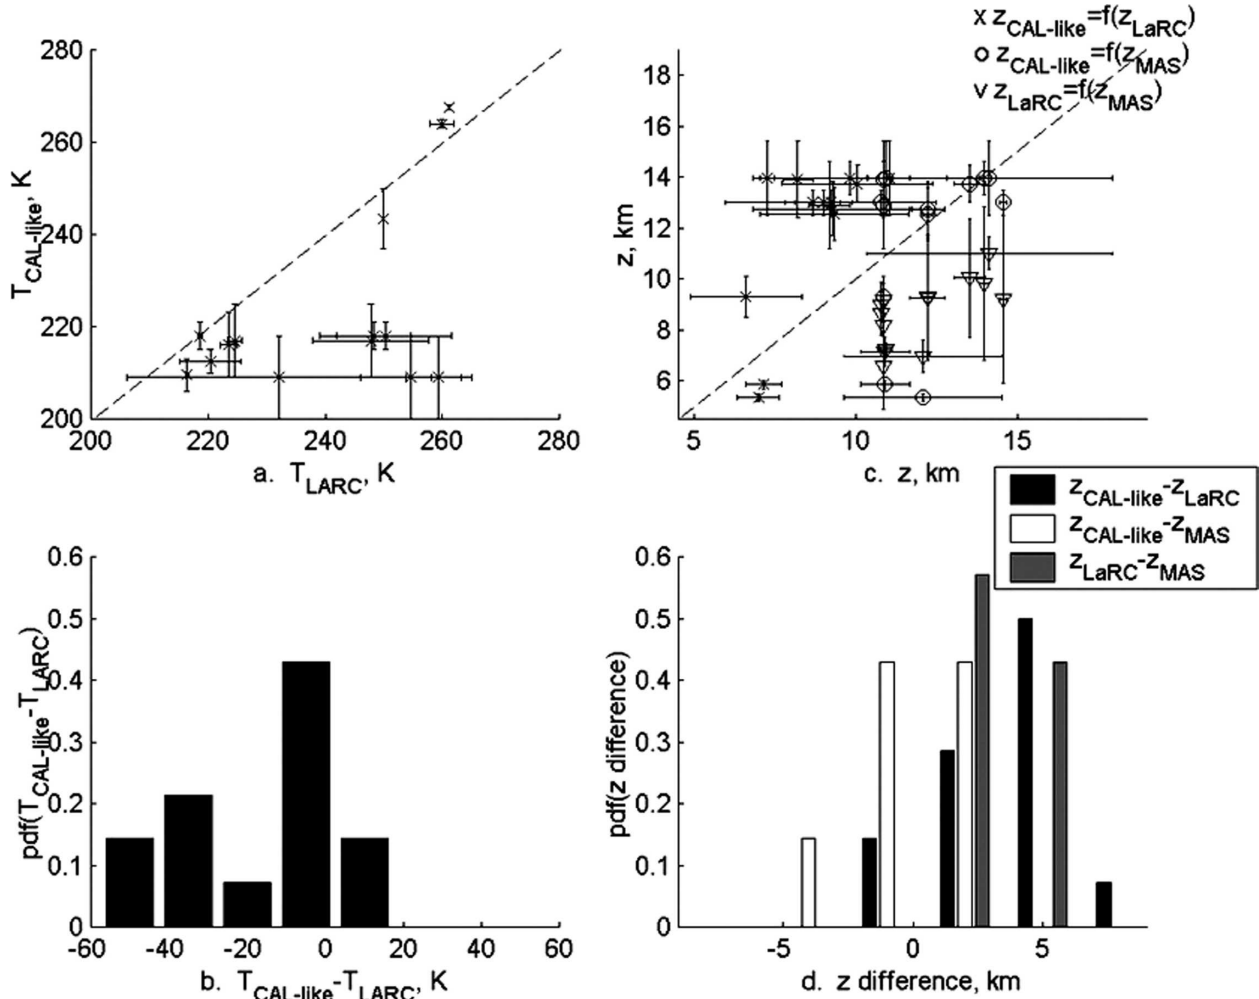 280
260
240
220
200
T_CAL-like, K
200 220 240 260 280
a. T_LARC, K
x z_CAL-like=f(z_LaRC)
o z_CAL-like=f(z_MAS)
v z_LaRC=f(z_MAS)
18
16
14
12
10
8
6
z, km
5 10 15
c. z, km
0.6
0.5
0.4
0.3
0.2
0.1
0
pdf(T_CAL-like-T_LARC)
-60 -40 -20 0 20 40 60
b. T_CAL-like-T_LARC, K
z_CAL-like-z_LaRC
z_CAL-like-z_MAS
z_LaRC-z_MAS
0.6
0.5
0.4
0.3
0.2
0.1
0
pdf(z difference)
-5 0 5
d. z difference, km